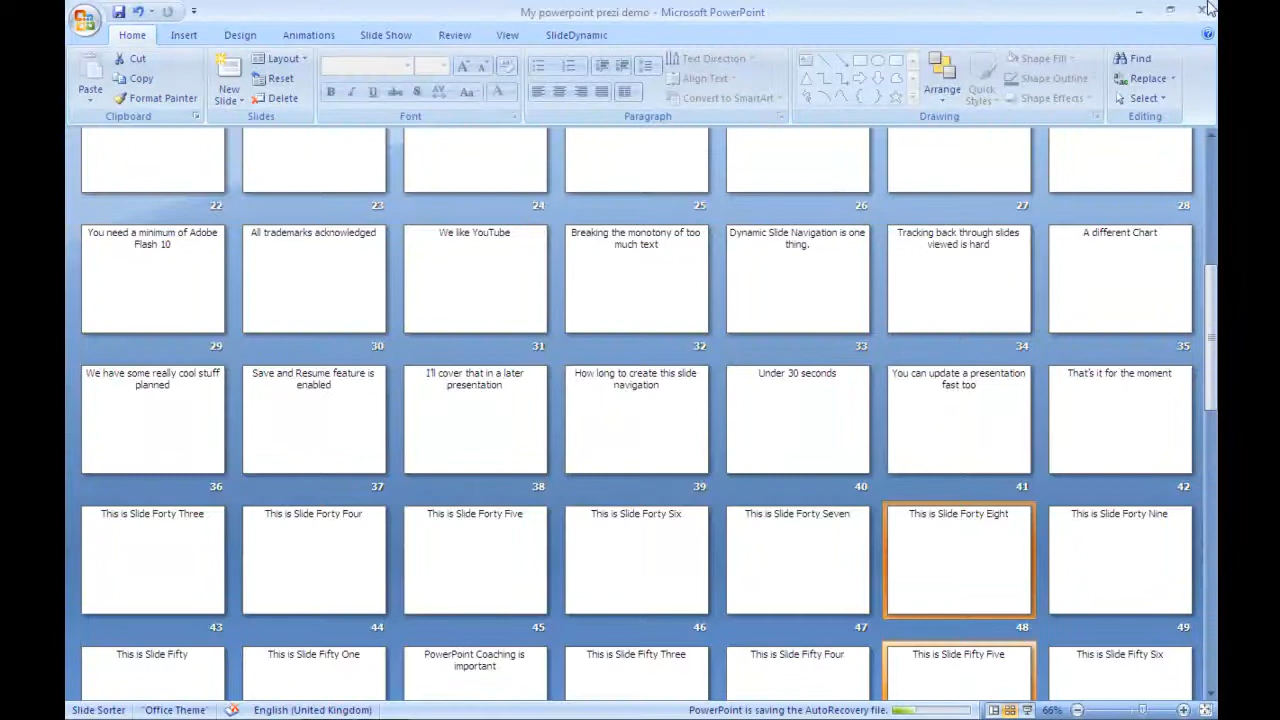 My powerpoint prezi demo - Microsoft PowerPoint
Home Insert Design Animations Slide Show Review View SlideDynamic
Paste
Cut
Copy
Format Painter
Clipboard
New Slide
Layout
Reset
Delete
Slides
B I U abc S AV Aa A
Font
Text Direction
Align Text
Convert to SmartArt
Paragraph
Arrange
Quick Styles
Shape Fill
Shape Outline
Shape Effects
Drawing
Find
Replace
Select
Editing
22 23 24 25 26 27 28
You need a minimum of Adobe
Flash 10
All trademarks acknowledged
We like YouTube
Breaking the monotony of too
much text
Dynamic Slide Navigation is one
thing.
Tracking back through slides
viewed is hard
A different Chart
29 30 31 32 33 34 35
We have some really cool stuff
planned
Save and Resume feature is
enabled
I'll cover that in a later
presentation
How long to create this slide
navigation
Under 30 seconds
You can update a presentation
fast too
That's it for the moment
36 37 38 39 40 41 42
This is Slide Forty Three
This is Slide Forty Four
This is Slide Forty Five
This is Slide Forty Six
This is Slide Forty Seven
This is Slide Forty Eight
This is Slide Forty Nine
43 44 45 46 47 48 49
This is Slide Fifty
This is Slide Fifty One
PowerPoint Coaching is
important
This is Slide Fifty Three
This is Slide Fifty Four
This is Slide Fifty Five
This is Slide Fifty Six
Slide Sorter "Office Theme" English (United Kingdom) PowerPoint is saving the AutoRecovery file. 66%